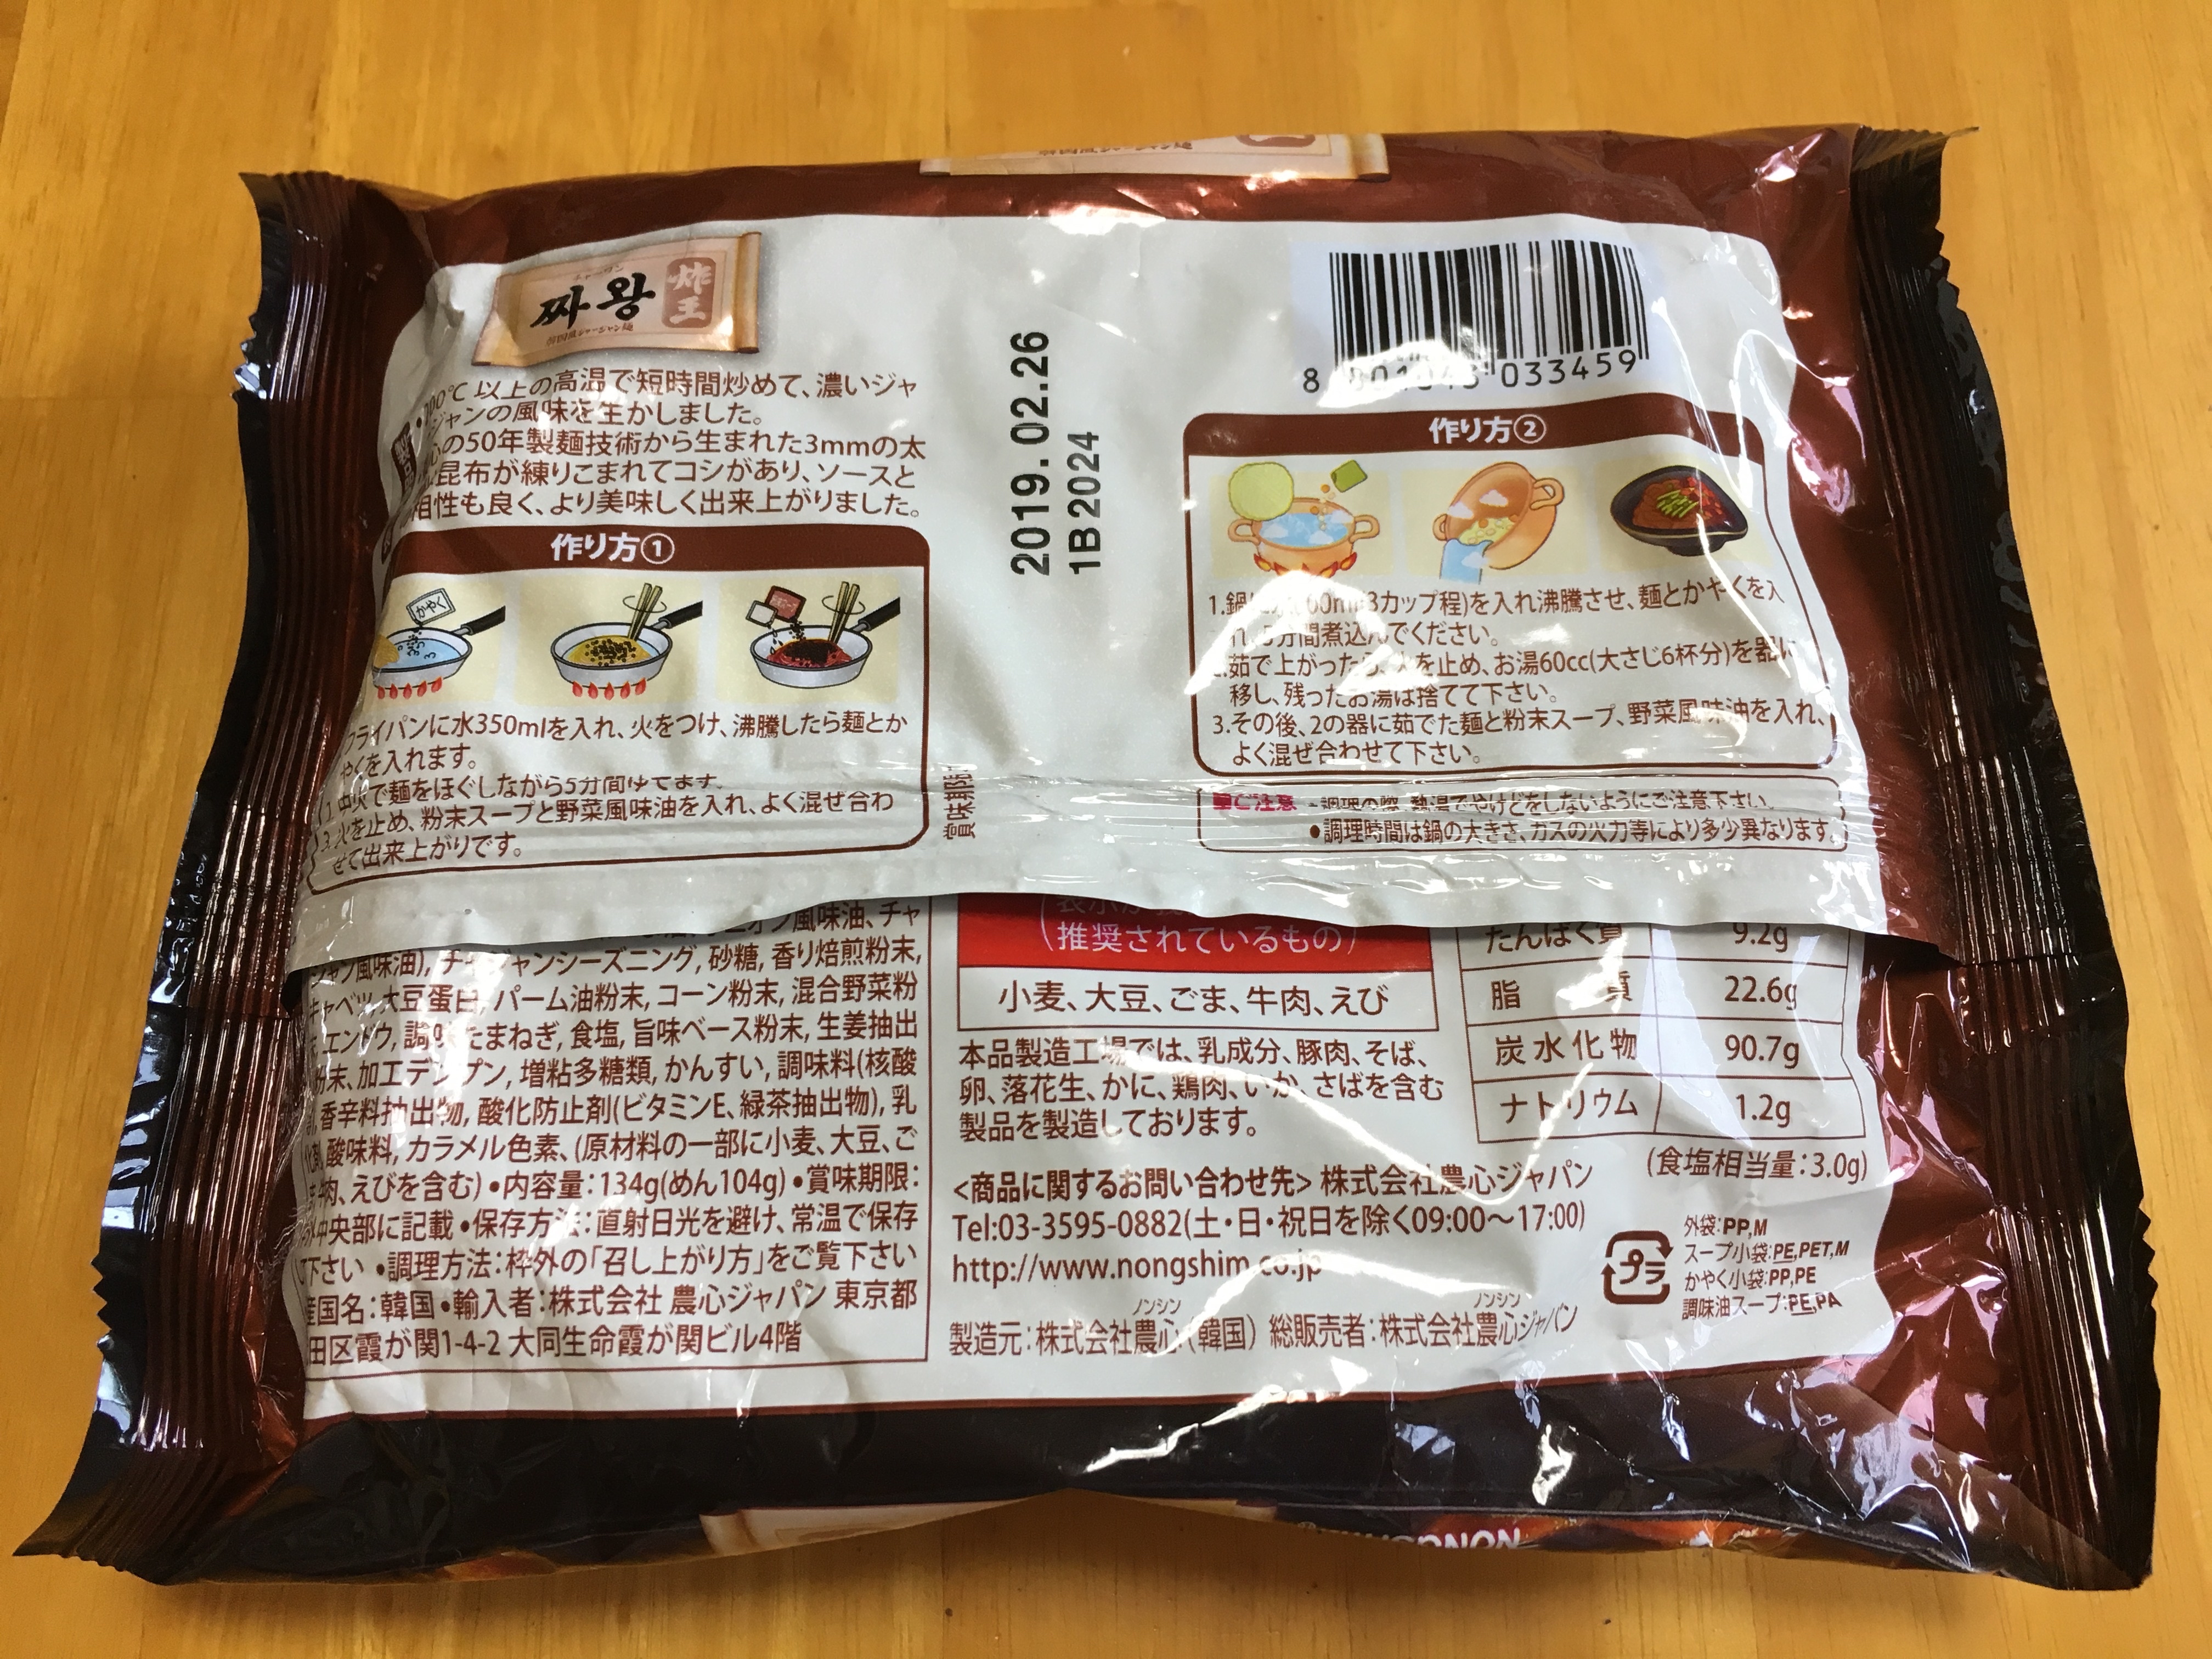 チャーワン
짜왕
炸王
韓国風ジャージャン麺
00℃ 以上の高温で短時間炒めて、濃いジャ
ジャンの風味を生かしました。
の50年製麺技術から生まれた3mmの太
昆布が練りこまれてコシがあり、ソースと
相性も良く、より美味しく出来上がりました。
作り方①
かやく
フライパンに水350mlを入れ、火をつけ、沸騰したら麺とか
やくを入れます。
中火で麺をほぐしながら5分間ゆでます。
3.火を止め、粉末スープと野菜風味油を入れ、よく混ぜ合わ
せて出来上がりです。
2019.02.26
1B2024
賞味期限
8 801043 033459
作り方②
1.鍋 60ml 3カップ程)を入れ沸騰させ、麺とかやくを入
れ、5分間煮込んでください。
茹で上がったら、火を止め、お湯60cc(大さじ6杯分)を器に
移し、残ったお湯は捨てて下さい。
3.その後、2の器に茹でた麺と粉末スープ、野菜風味油を入れ、
よく混ぜ合わせて下さい。
ご注意
調理の際、熱湯でやけどをしないようにご注意下さい。
●調理時間は鍋の大きさ、ガスの火力等により多少異なります。
風味油、チャ
ジャン風味油), チャジャンシーズニング, 砂糖, 香り焙煎粉末,
キャベツ, 大豆蛋白, パーム油粉末, コーン粉末, 混合野菜粉
エンドウ, 調味たまねぎ, 食塩, 旨味ベース粉末, 生姜抽出
粉末、加工デンプン, 増粘多糖類, かんすい, 調味料(核酸
香辛料抽出物, 酸化防止剤(ビタミンE、緑茶抽出物), 乳
化剤, 酸味料, カラメル色素、(原材料の一部に小麦、大豆、ご
牛肉、えびを含む) •内容量：134g(めん104g) •賞味期限：
中央部に記載 •保存方法：直射日光を避け、常温で保存
下さい •調理方法：枠外の「召し上がり方」をご覧下さい
産国名：韓国 •輸入者：株式会社 農心ジャパン 東京都
田区霞が関1-4-2 大同生命霞が関ビル4階
推奨されているもの)
小麦、大豆、ごま、牛肉、えび
本品製造工場では、乳成分、豚肉、そば、
卵、落花生、かに、鶏肉、いか、さばを含む
製品を製造しております。
たんぱく質 9.2g
脂質 22.6g
炭水化物 90.7g
ナトリウム 1.2g
(食塩相当量：3.0g)
<商品に関するお問い合わせ先> 株式会社農心ジャパン
Tel:03-3595-0882(土・日・祝日を除く09:00～17:00)
http://www.nongshim.co.jp
ノンシン ノンシン
製造元：株式会社農心(韓国) 総販売者：株式会社農心ジャパン
プラ
外袋：PP,M
スープ小袋：PE,PET,M
かやく小袋：PP,PE
調味油スープ：PE,PA